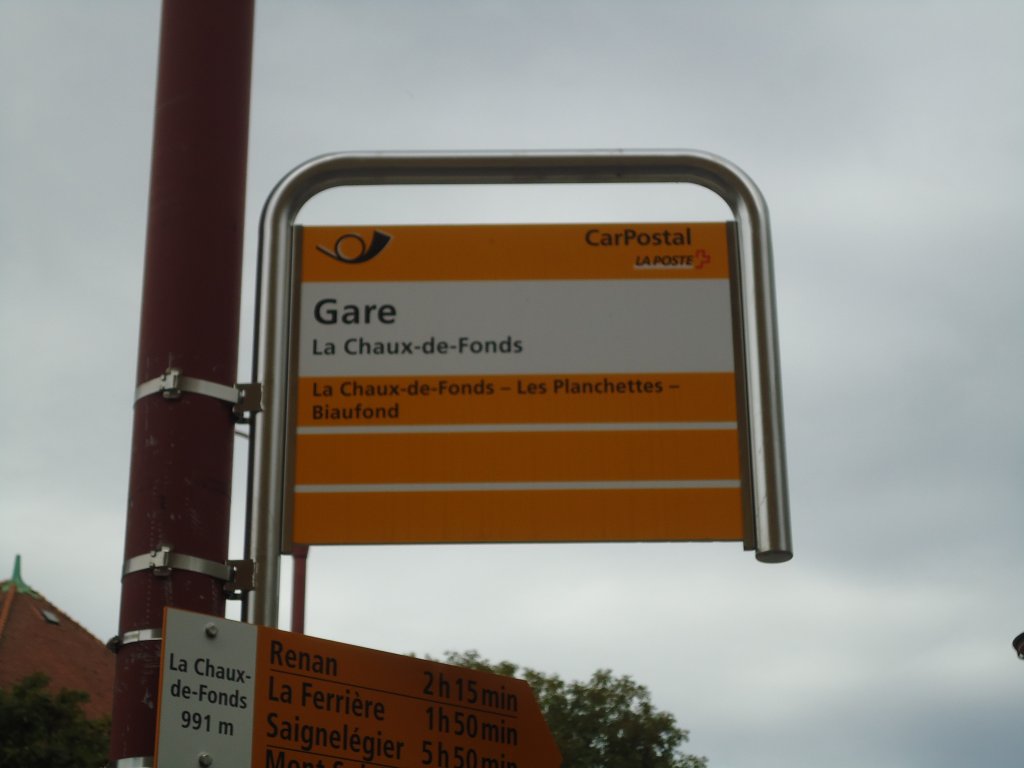 CarPostal
LA POSTE
Gare
La Chaux-de-Fonds
La Chaux-de-Fonds – Les Planchettes –
Biaufond
La Chaux-
de-Fonds
991 m
Renan 2h15min
La Ferrière 1h50min
Saignelégier 5h50min